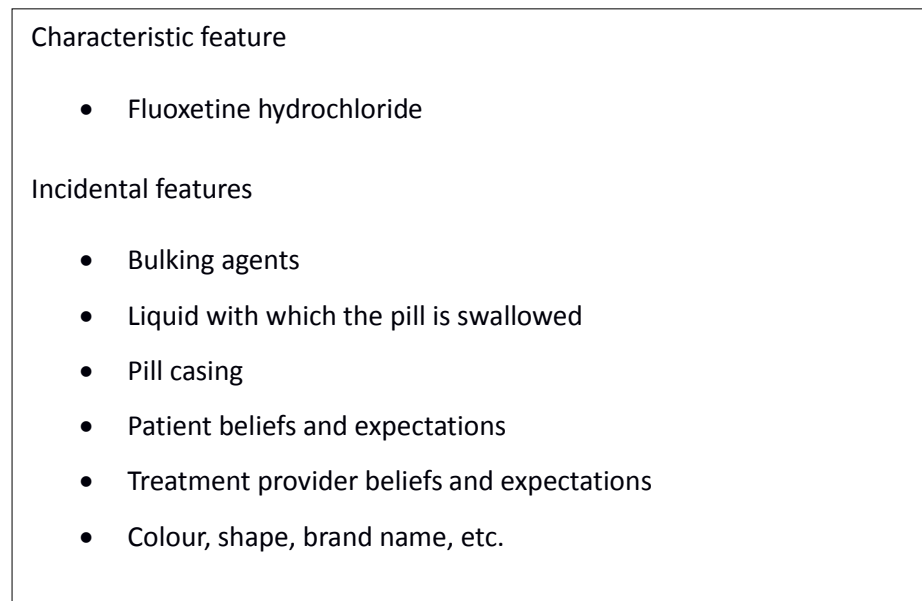 Characteristic feature
• Fluoxetine hydrochloride
Incidental features
• Bulking agents
• Liquid with which the pill is swallowed
• Pill casing
• Patient beliefs and expectations
• Treatment provider beliefs and expectations
• Colour, shape, brand name, etc.